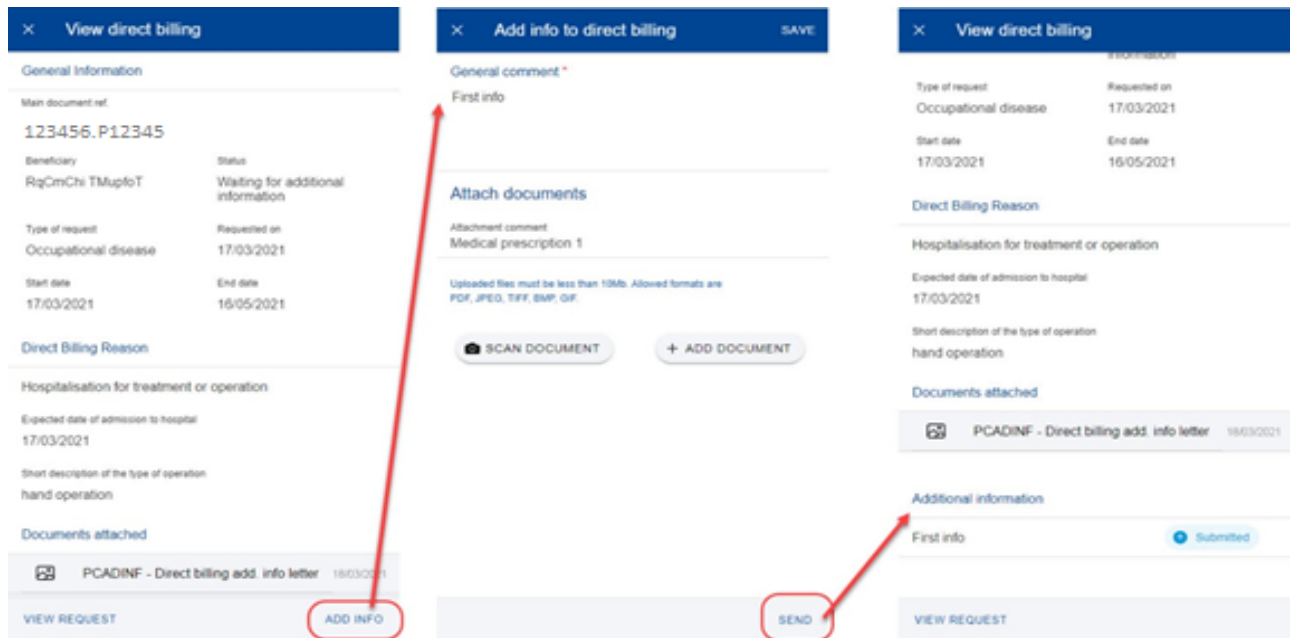 × View direct billing
General Information
Main document ref.
123456.P12345
Beneficiary Status
RqCmChi TMupfoT Waiting for additional
information
Type of request Requested on
Occupational disease 17/03/2021
Start date End date
17/03/2021 16/05/2021
Direct Billing Reason
Hospitalisation for treatment or operation
Expected date of admission to hospital
17/03/2021
Short description of the type of operation
hand operation
Documents attached
PCADINF - Direct billing add. info letter 18/03/2021
VIEW REQUEST ADD INFO
× Add info to direct billing SAVE
General comment *
First info
Attach documents
Attachment comment
Medical prescription 1
Uploaded files must be less than 10Mb. Allowed formats are
PDF, JPEG, TIFF, BMP, GIF.
SCAN DOCUMENT + ADD DOCUMENT
SEND
× View direct billing
information
Type of request Requested on
Occupational disease 17/03/2021
Start date End date
17/03/2021 16/05/2021
Direct Billing Reason
Hospitalisation for treatment or operation
Expected date of admission to hospital
17/03/2021
Short description of the type of operation
hand operation
Documents attached
PCADINF - Direct billing add. info letter 18/03/2021
Additional information
First info Submitted
VIEW REQUEST